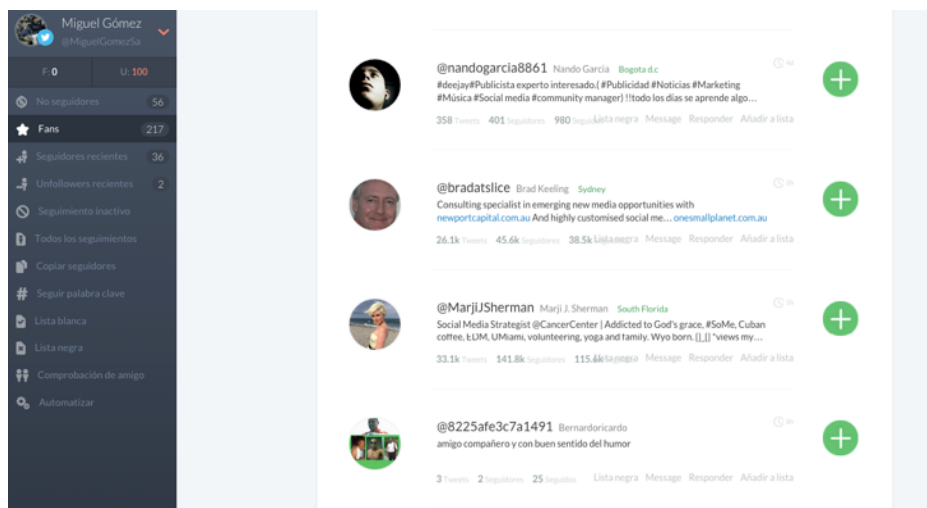 Miguel Gómez
@MiguelGomezSa
F: 0 U: 100
No seguidores 56
Fans 217
Seguidores recientes 36
Unfollowers recientes 2
Seguimiento inactivo
Todos los seguimientos
Copiar seguidores
Seguir palabra clave
Lista blanca
Lista negra
Comprobación de amigo
Automatizar
@nandogarcia8861 Nando Garcia Bogota d.c 4d
#deejay#Publicista experto interesado.( #Publicidad #Noticias #Marketing
#Música #Social media #community manager) !!todo los días se aprende algo…
358 Tweets 401 Seguidores 980 Lista negra Message Responder Añadir a lista
@bradatslice Brad Keeling Sydney
Consulting specialist in emerging new media opportunities with
newportcapital.com.au And highly customised social me… onesmallplanet.com.au
26.1k Tweets 45.6k Seguidores 38.5k Lista negra Message Responder Añadir a lista
@MarjiJSherman Marji J. Sherman South Florida
Social Media Strategist @CancerCenter | Addicted to God's grace, #SoMe, Cuban
coffee, EDM, UMiami, volunteering, yoga and family. Wyo born. [|_|] "views my…
33.1k Tweets 141.8k Seguidores Lista negra Message Responder Añadir a lista
@8225afe3c7a1491 Bernardoricardo
amigo compañero y con buen sentido del humor
3 Tweets 2 Seguidores 25 Seguidos Lista negra Message Responder Añadir a lista